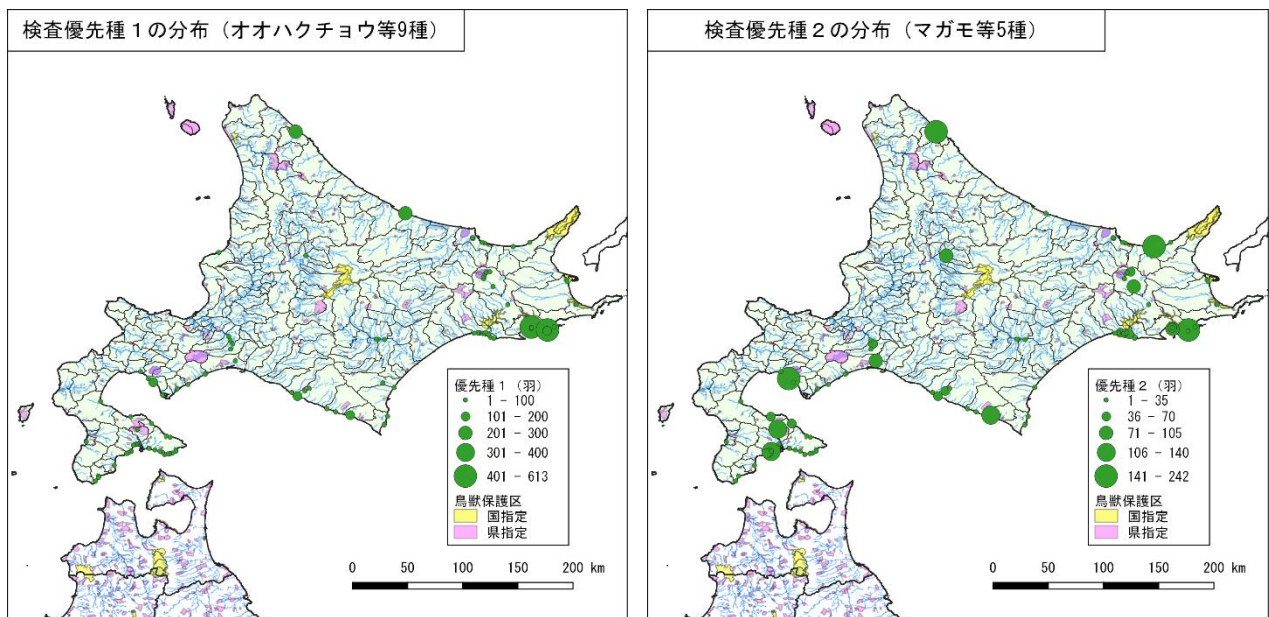 検査優先種１の分布（オオハクチョウ等9種）
優先種１（羽）
1 - 100
101 - 200
201 - 300
301 - 400
401 - 613
鳥獣保護区
国指定
県指定
0 50 100 150 200 km
検査優先種２の分布（マガモ等5種）
優先種２（羽）
1 - 35
36 - 70
71 - 105
106 - 140
141 - 242
鳥獣保護区
国指定
県指定
0 50 100 150 200 km